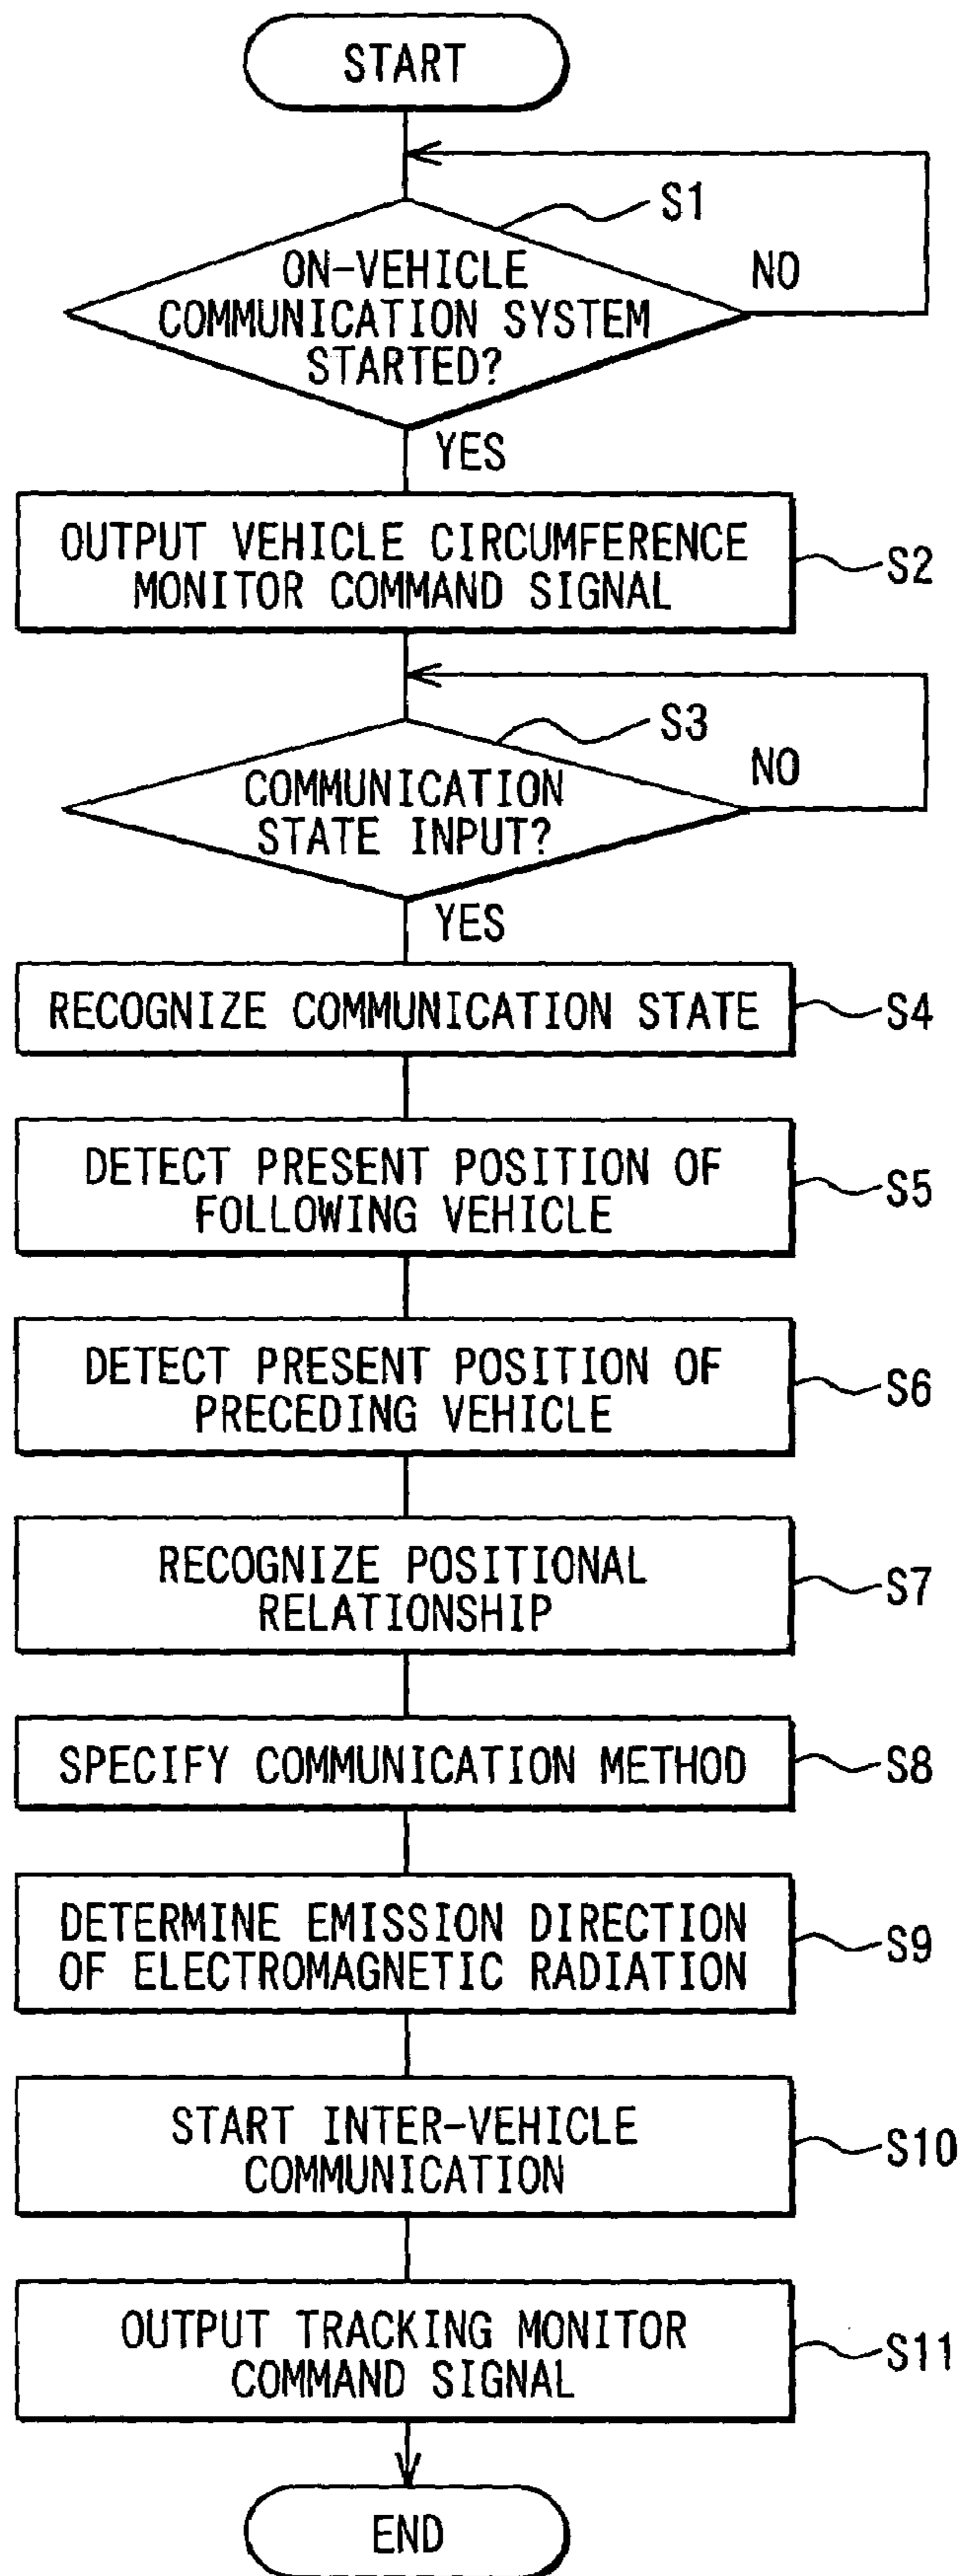 START
S1
ON-VEHICLE
COMMUNICATION SYSTEM
STARTED?
NO
YES
OUTPUT VEHICLE CIRCUMFERENCE
MONITOR COMMAND SIGNAL
S2
S3
COMMUNICATION
STATE INPUT?
NO
YES
RECOGNIZE COMMUNICATION STATE
S4
DETECT PRESENT POSITION OF
FOLLOWING VEHICLE
S5
DETECT PRESENT POSITION OF
PRECEDING VEHICLE
S6
RECOGNIZE POSITIONAL
RELATIONSHIP
S7
SPECIFY COMMUNICATION METHOD
S8
DETERMINE EMISSION DIRECTION
OF ELECTROMAGNETIC RADIATION
S9
START INTER-VEHICLE
COMMUNICATION
S10
OUTPUT TRACKING MONITOR
COMMAND SIGNAL
S11
END